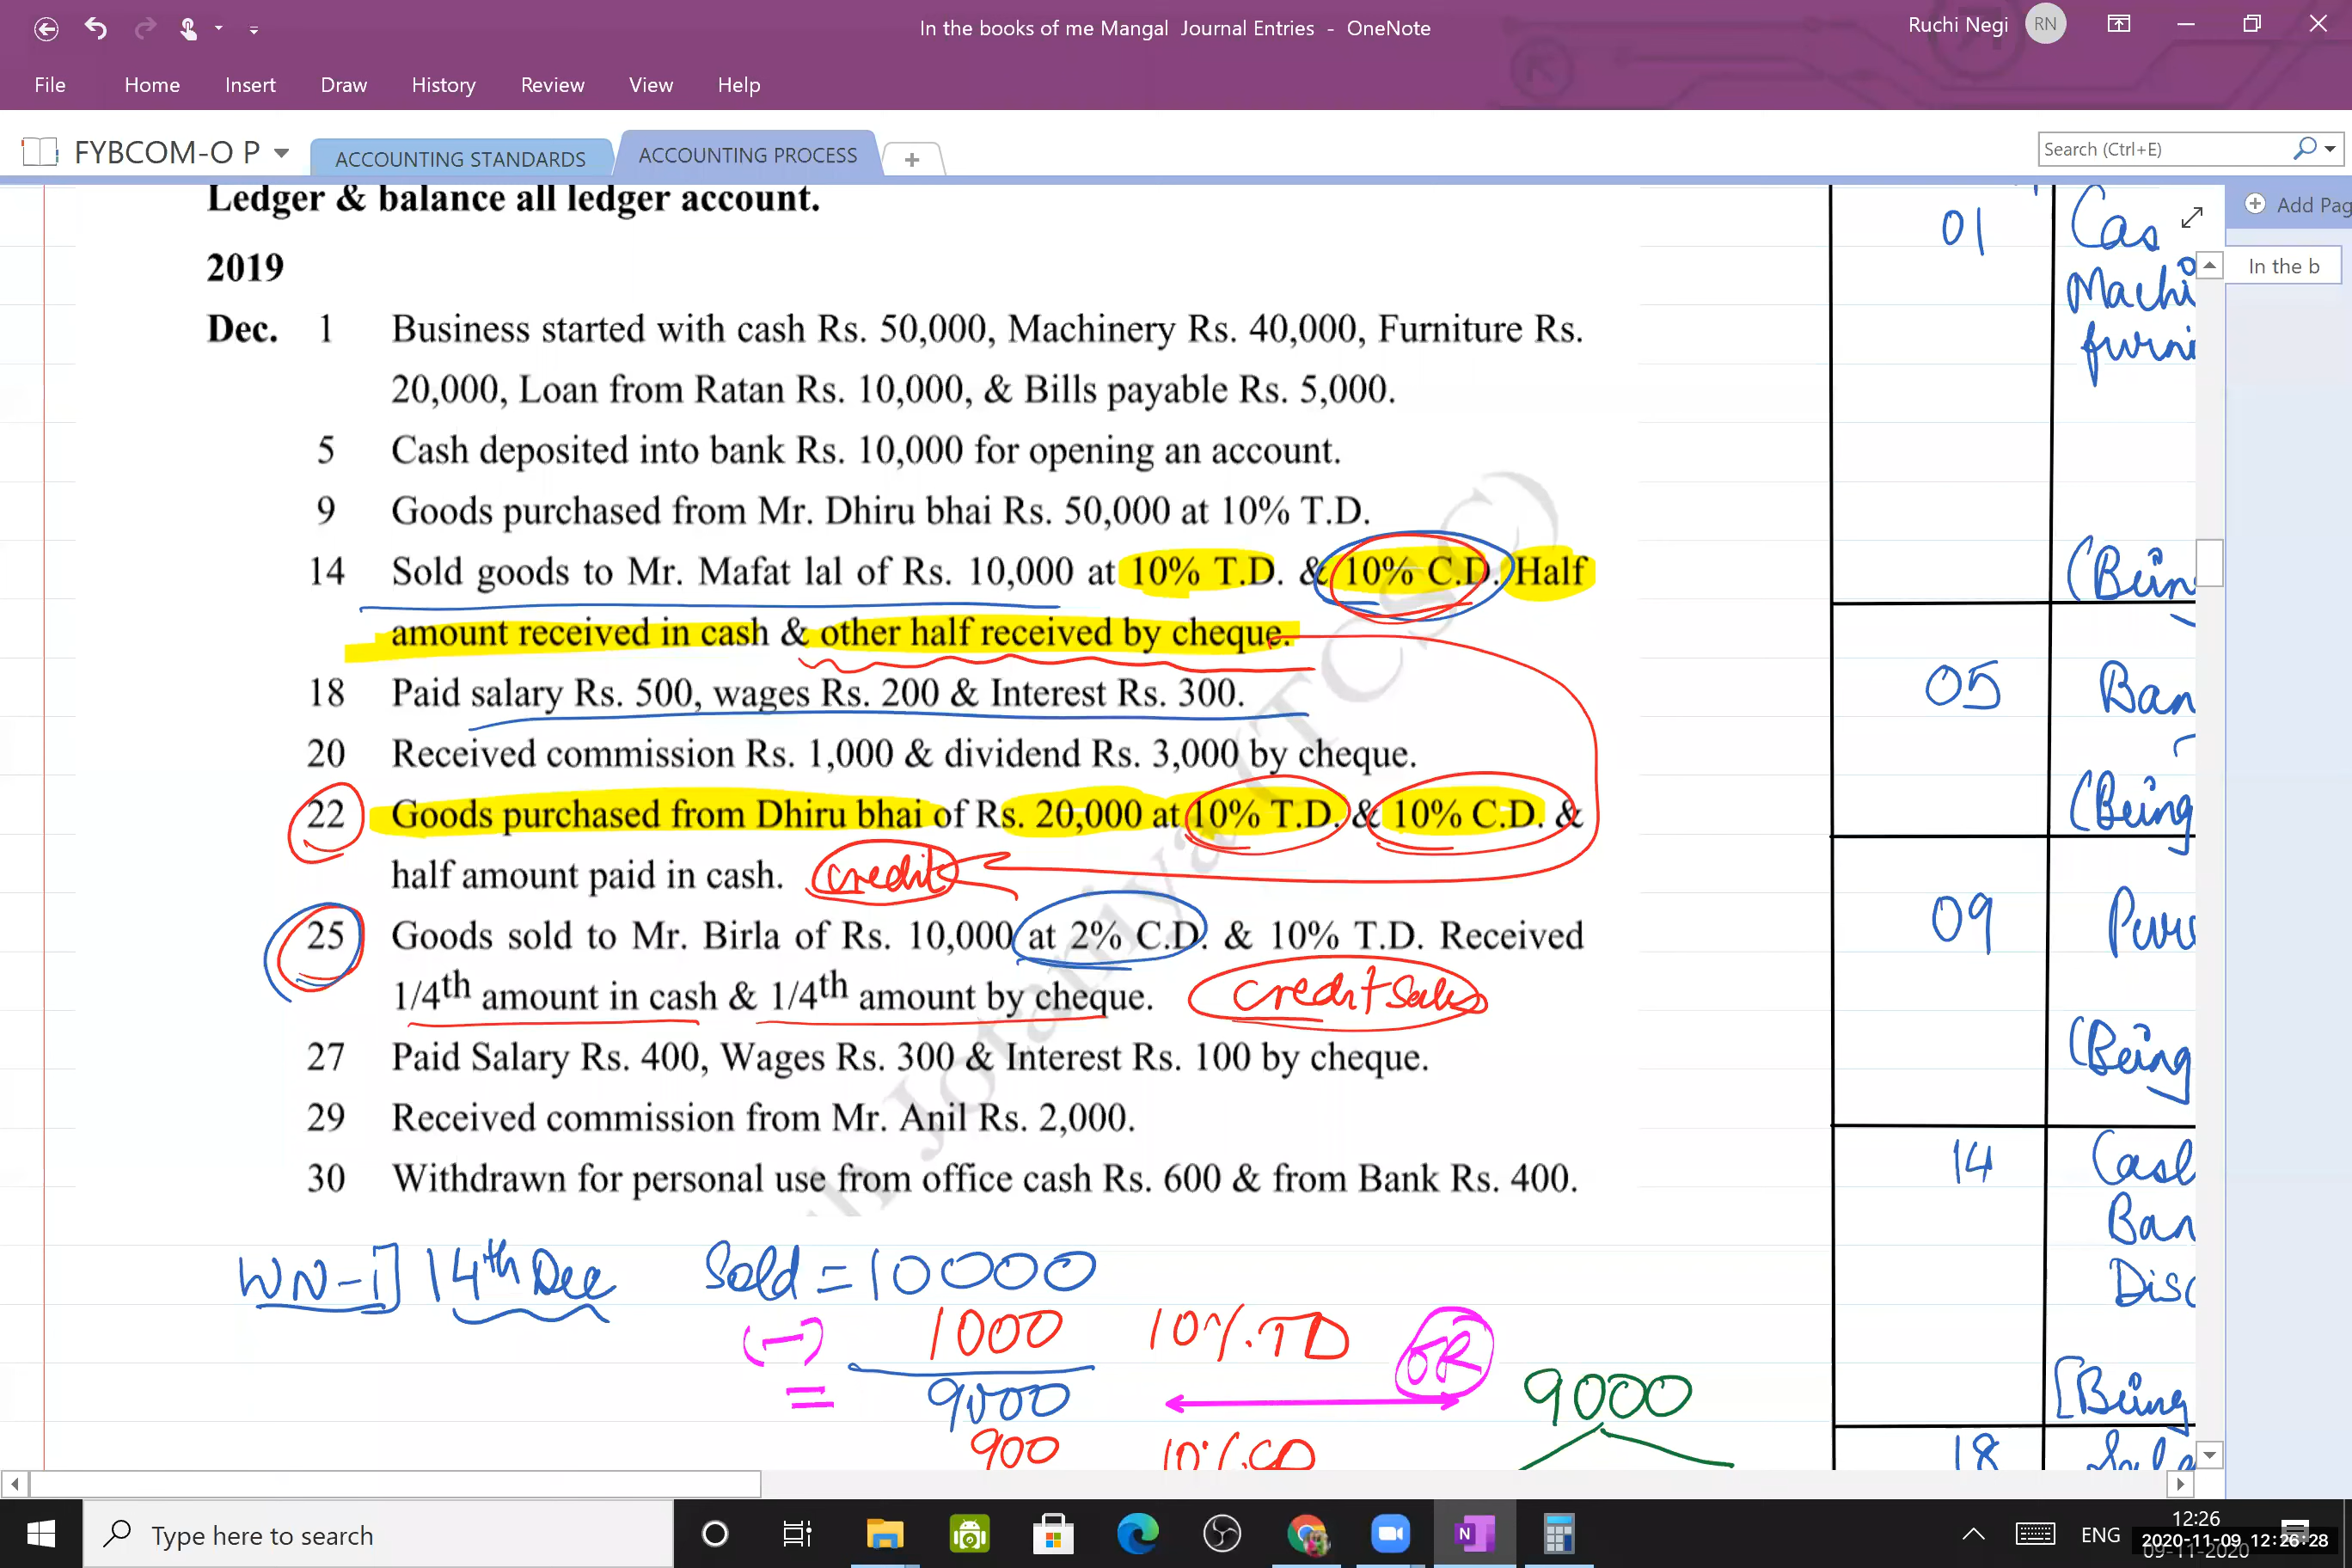 In the books of me Mangal Journal Entries - OneNote
Ruchi Negi RN
File Home Insert Draw History Review View Help
FYBCOM-O P ACCOUNTING STANDARDS ACCOUNTING PROCESS +
Search (Ctrl+E)
Add Pag
In the b
Ledger & balance all ledger account.
2019
Dec. 1 Business started with cash Rs. 50,000, Machinery Rs. 40,000, Furniture Rs.
20,000, Loan from Ratan Rs. 10,000, & Bills payable Rs. 5,000.
5 Cash deposited into bank Rs. 10,000 for opening an account.
9 Goods purchased from Mr. Dhiru bhai Rs. 50,000 at 10% T.D.
14 Sold goods to Mr. Mafat lal of Rs. 10,000 at 10% T.D. & 10% C.D. Half
amount received in cash & other half received by cheque.
18 Paid salary Rs. 500, wages Rs. 200 & Interest Rs. 300.
20 Received commission Rs. 1,000 & dividend Rs. 3,000 by cheque.
22 Goods purchased from Dhiru bhai of Rs. 20,000 at 10% T.D. & 10% C.D. &
half amount paid in cash. credit
25 Goods sold to Mr. Birla of Rs. 10,000 at 2% C.D. & 10% T.D. Received
1/4th amount in cash & 1/4th amount by cheque. credit sales
27 Paid Salary Rs. 400, Wages Rs. 300 & Interest Rs. 100 by cheque.
29 Received commission from Mr. Anil Rs. 2,000.
30 Withdrawn for personal use from office cash Rs. 600 & from Bank Rs. 400.
WN-1] 14th Dec Sold = 10000
(-) 1000 10%.TD OR
= 9000 9000
900 10%.CD
01 Cas
Machi
furni
(Bein
05 Ban
(Being
09 Pur
(Being
14 Cash
Ban
Disc
[Being
18 Sala
Type here to search
ENG
12:26
2020-11-09 12:26:28
09-11-2020